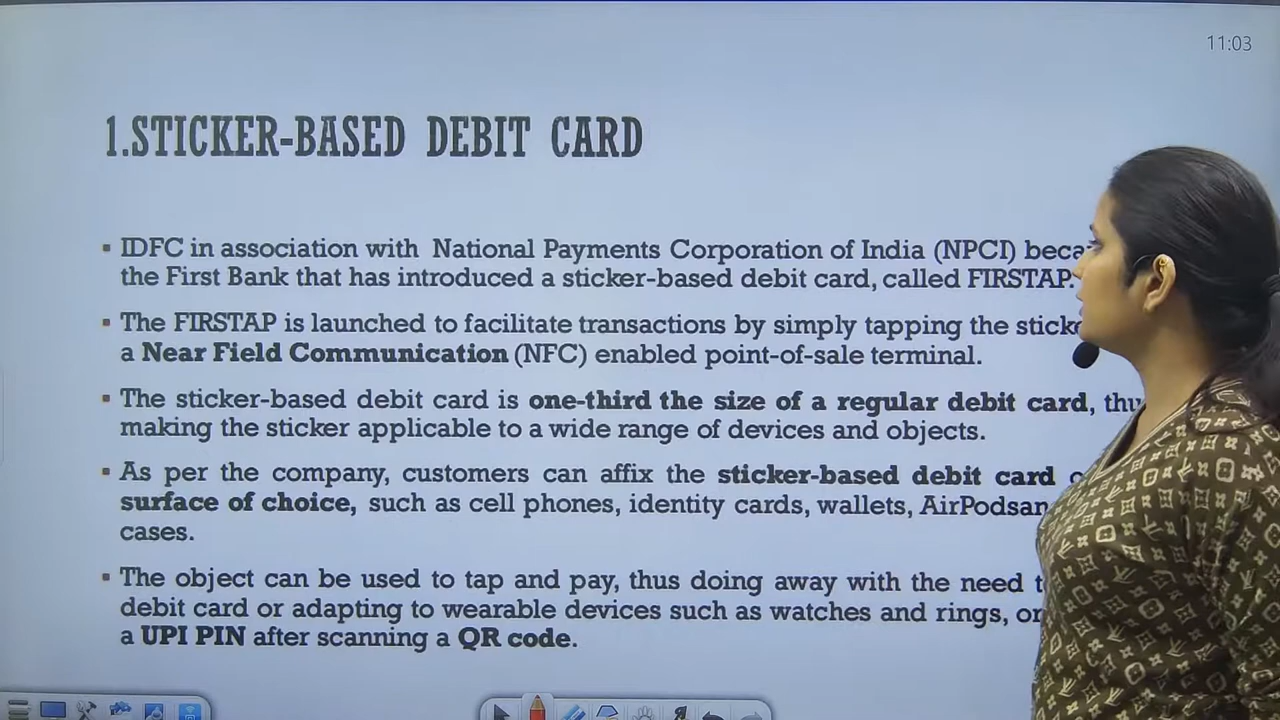 11:03
1.STICKER-BASED DEBIT CARD
▪ IDFC in association with National Payments Corporation of India (NPCI)
the First Bank that has introduced a sticker-based debit card, called FIRSTAP.
▪ The FIRSTAP is launched to facilitate transactions by simply tapping the
a Near Field Communication (NFC) enabled point-of-sale terminal.
▪ The sticker-based debit card is one-third the size of a regular debit card,
making the sticker applicable to a wide range of devices and objects.
▪ As per the company, customers can affix the sticker-based debit card
surface of choice, such as cell phones, identity cards, wallets,
cases.
▪ The object can be used to tap and pay, thus doing away with the need
debit card or adapting to wearable devices such as watches and rings,
a UPI PIN after scanning a QR code.